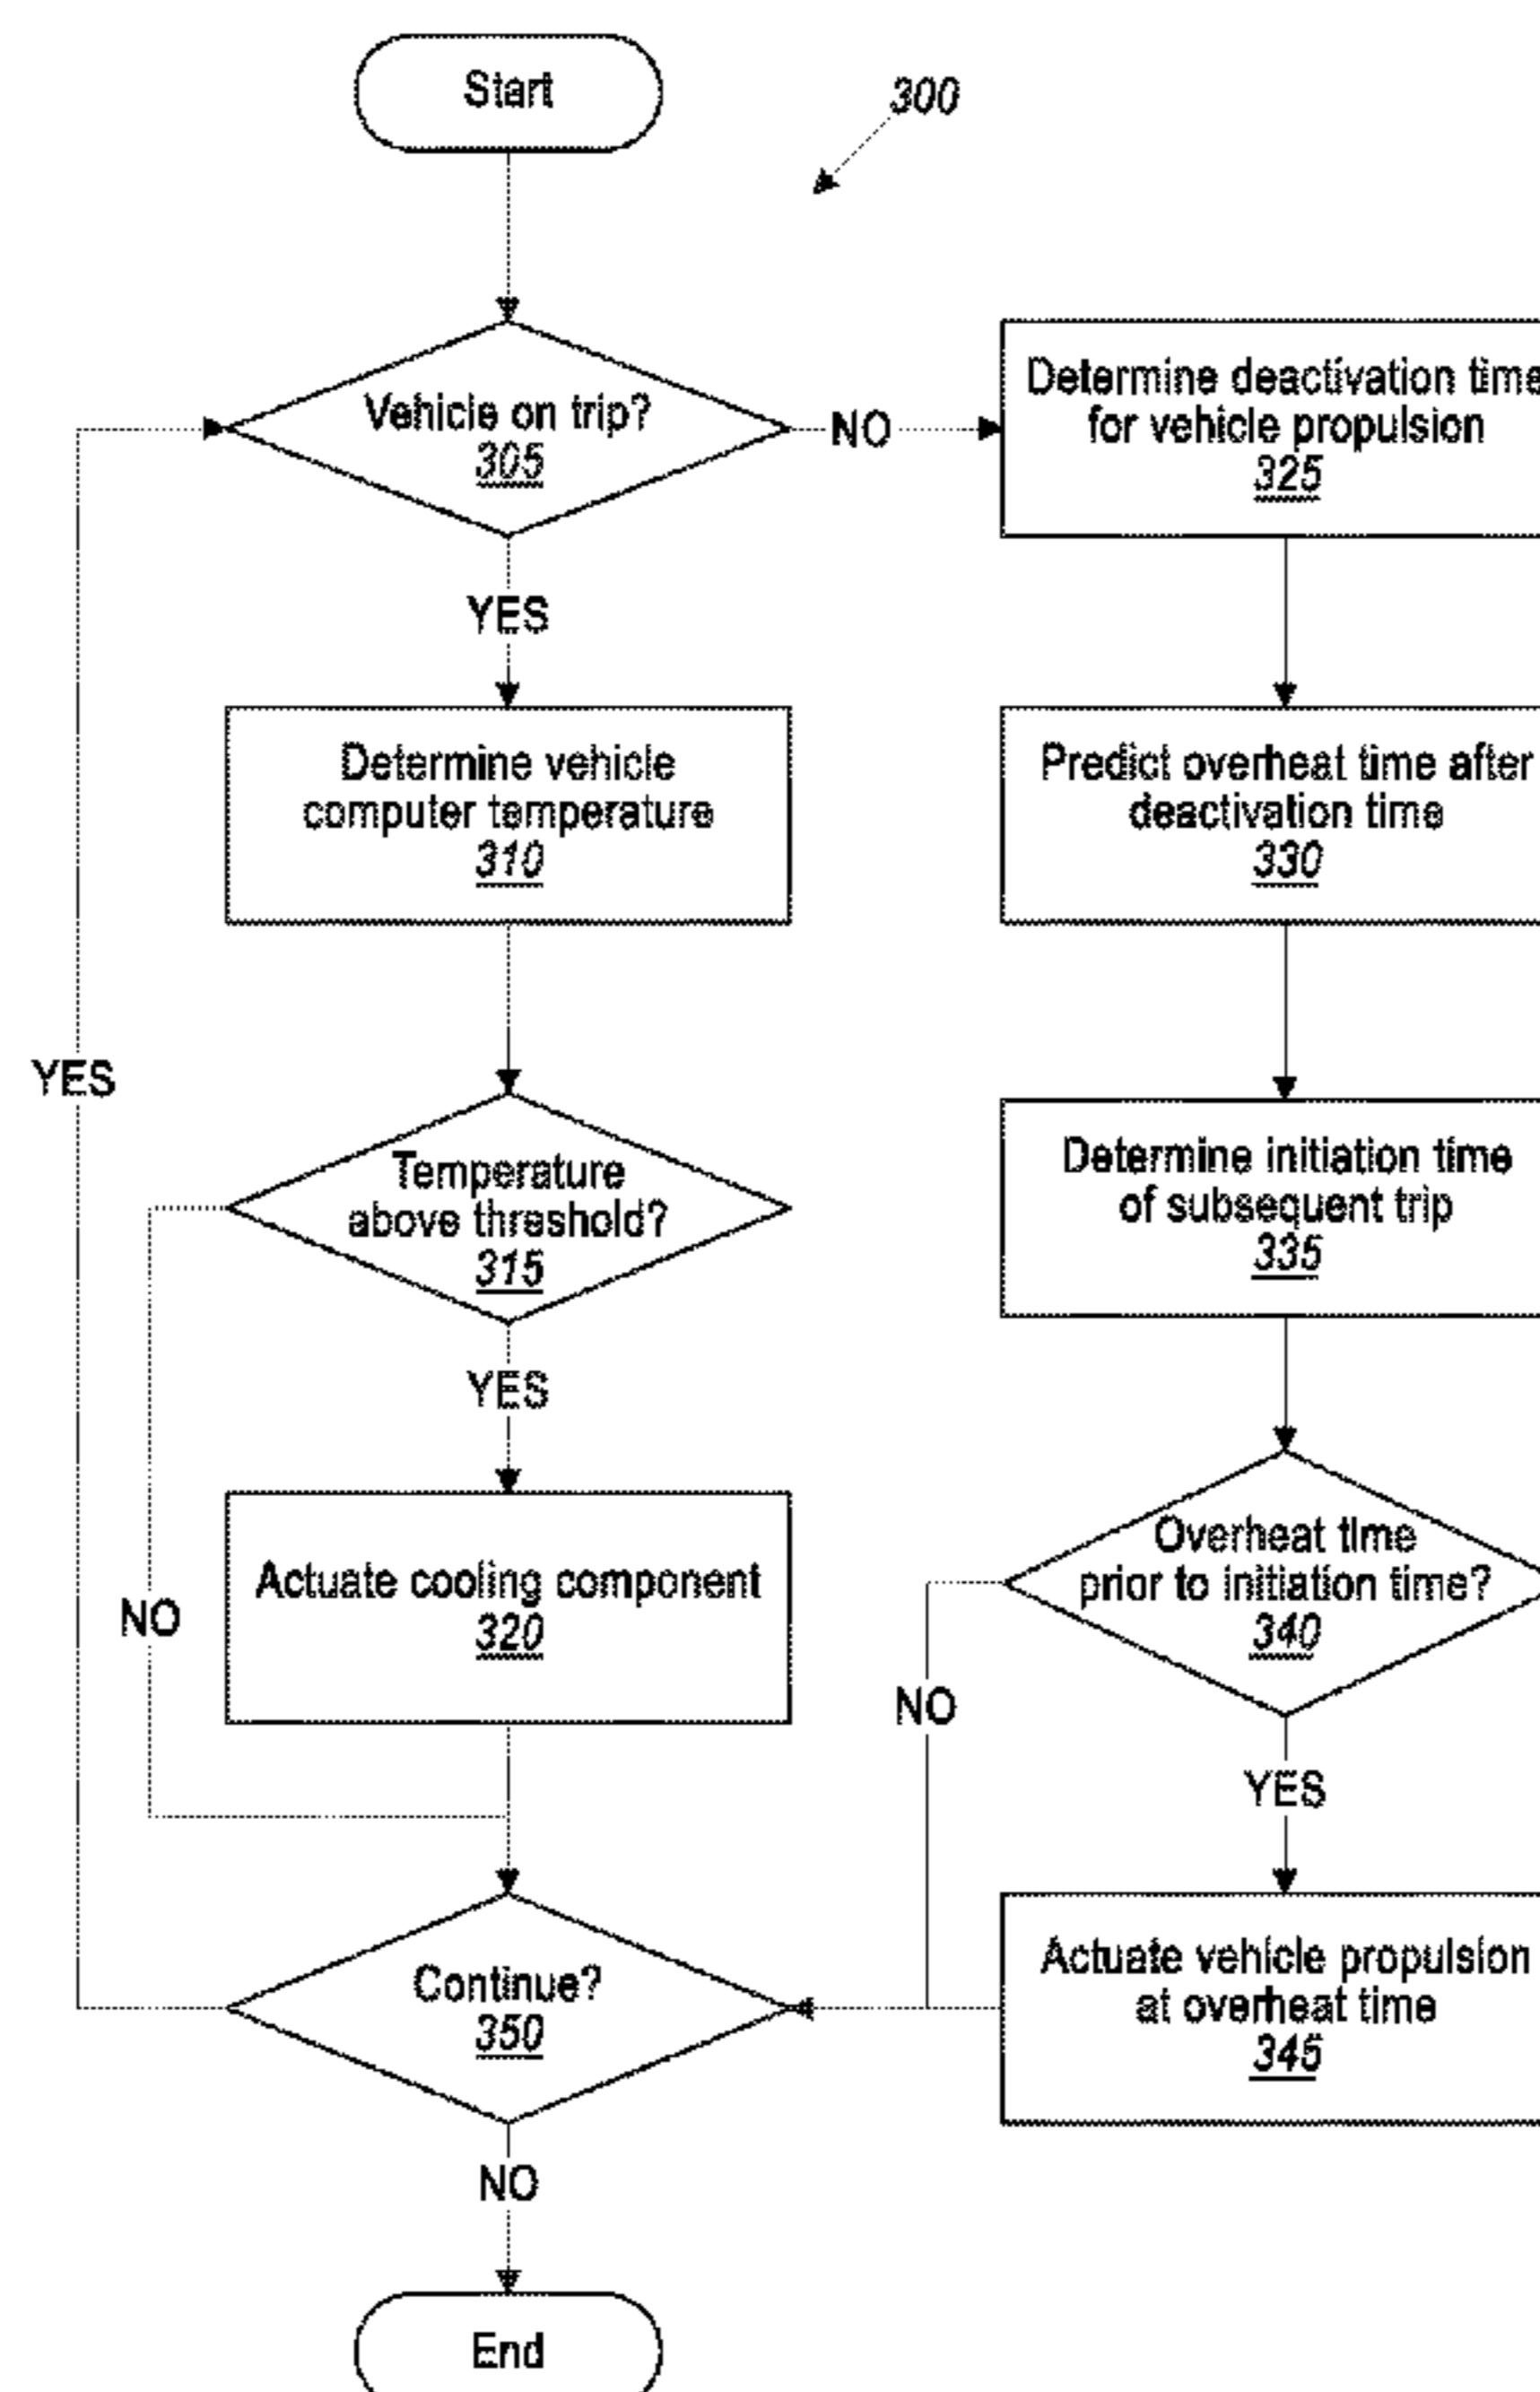 Start
300
Vehicle on trip?
305
NO
Determine deactivation time
for vehicle propulsion
325
YES
Determine vehicle
computer temperature
310
Predict overheat time after
deactivation time
330
YES
Temperature
above threshold?
315
Determine initiation time
of subsequent trip
335
YES
Actuate cooling component
320
NO
Overheat time
prior to initiation time?
340
NO
YES
Continue?
350
Actuate vehicle propulsion
at overheat time
345
NO
End